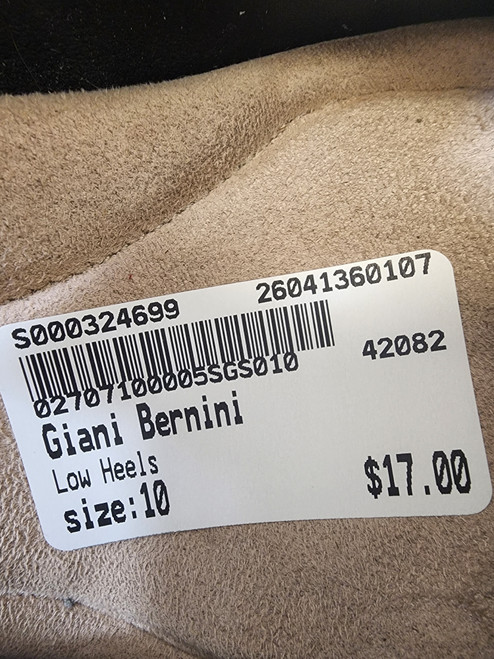 S000324699 26041360107
42082
02707100005SGS010
Giani Bernini
Low Heels
size:10 $17.00